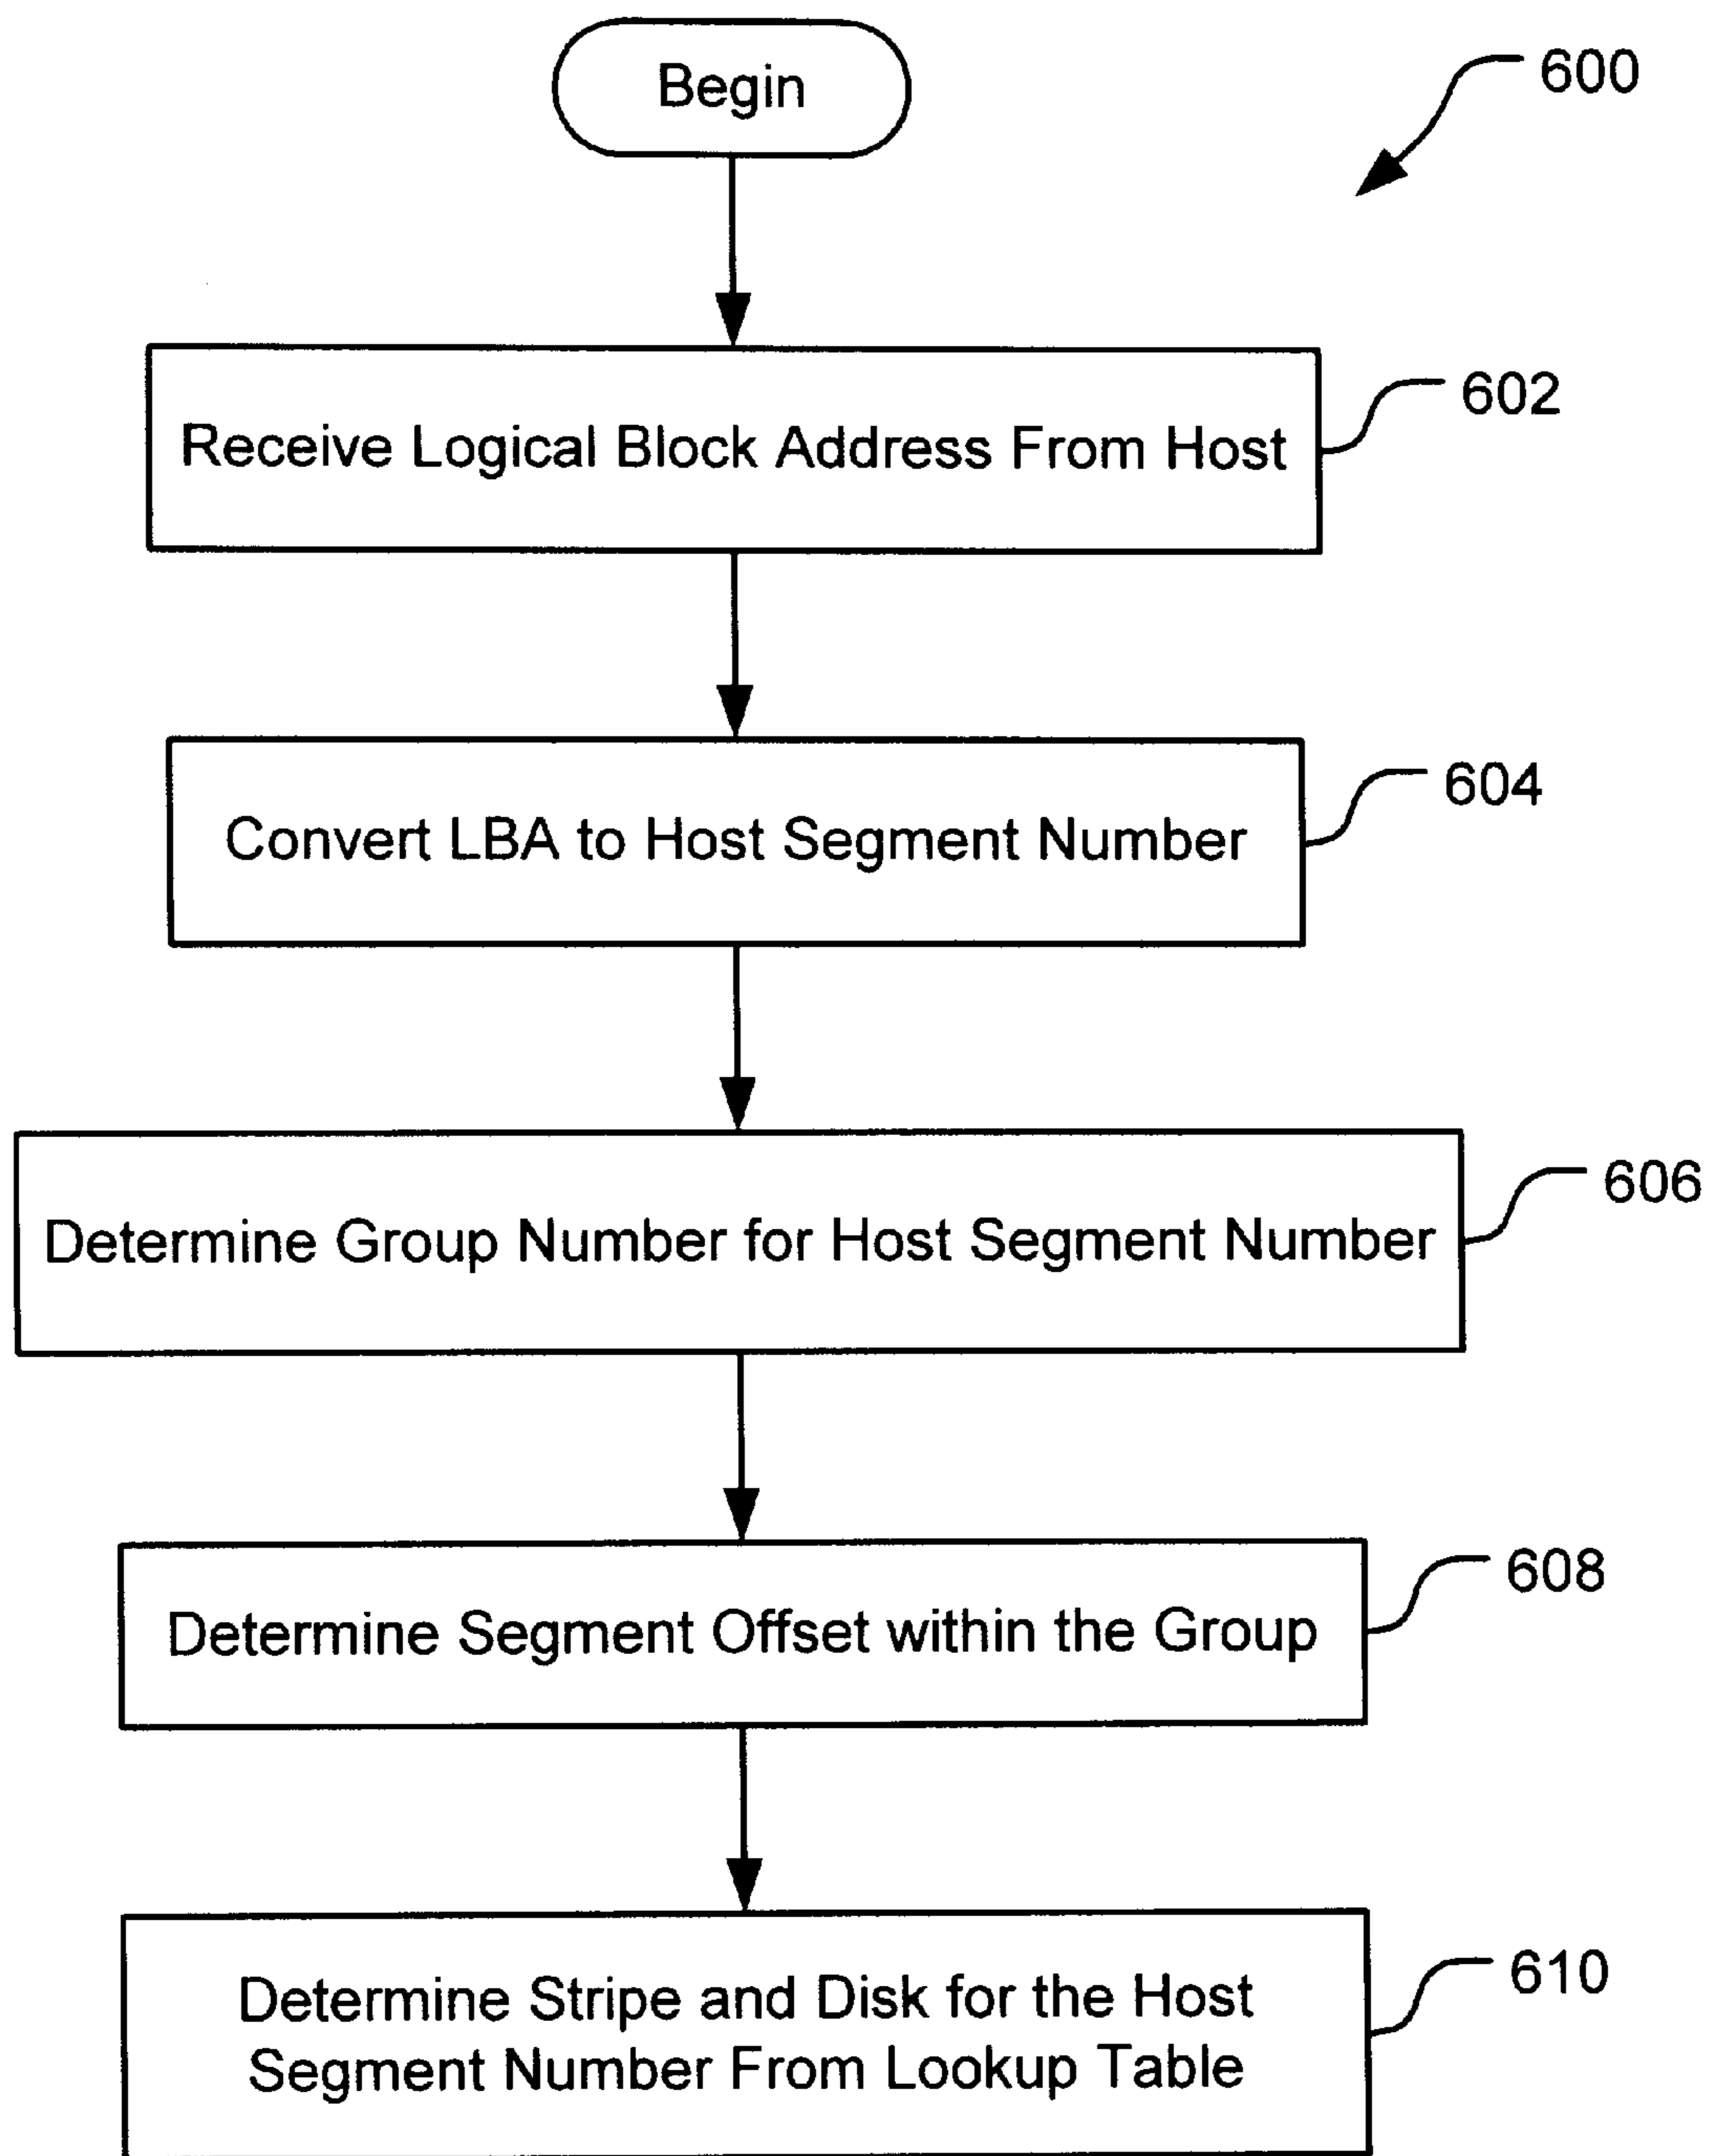 Begin
600
Receive Logical Block Address From Host
602
Convert LBA to Host Segment Number
604
Determine Group Number for Host Segment Number
606
Determine Segment Offset within the Group
608
Determine Stripe and Disk for the Host
Segment Number From Lookup Table
610